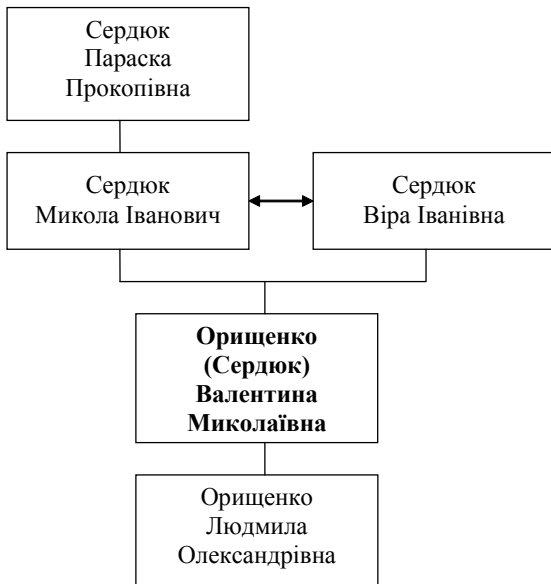 Сердюк
Параска
Прокопівна
Сердюк
Микола Іванович
Сердюк
Віра Іванівна
Орищенко
(Сердюк)
Валентина
Миколаївна
Орищенко
Людмила
Олександрівна